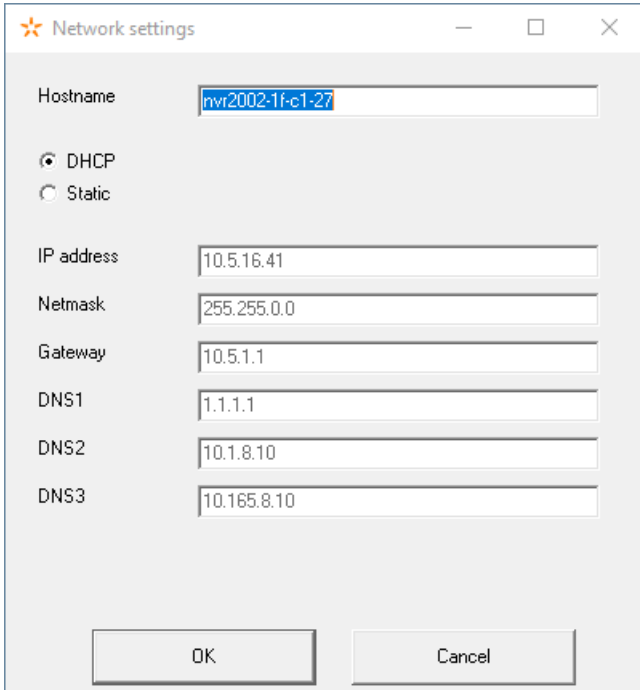 Network settings
Hostname nvr2002-1f-c1-27
DHCP
Static
IP address 10.5.16.41
Netmask 255.255.0.0
Gateway 10.5.1.1
DNS1 1.1.1.1
DNS2 10.1.8.10
DNS3 10.165.8.10
OK Cancel